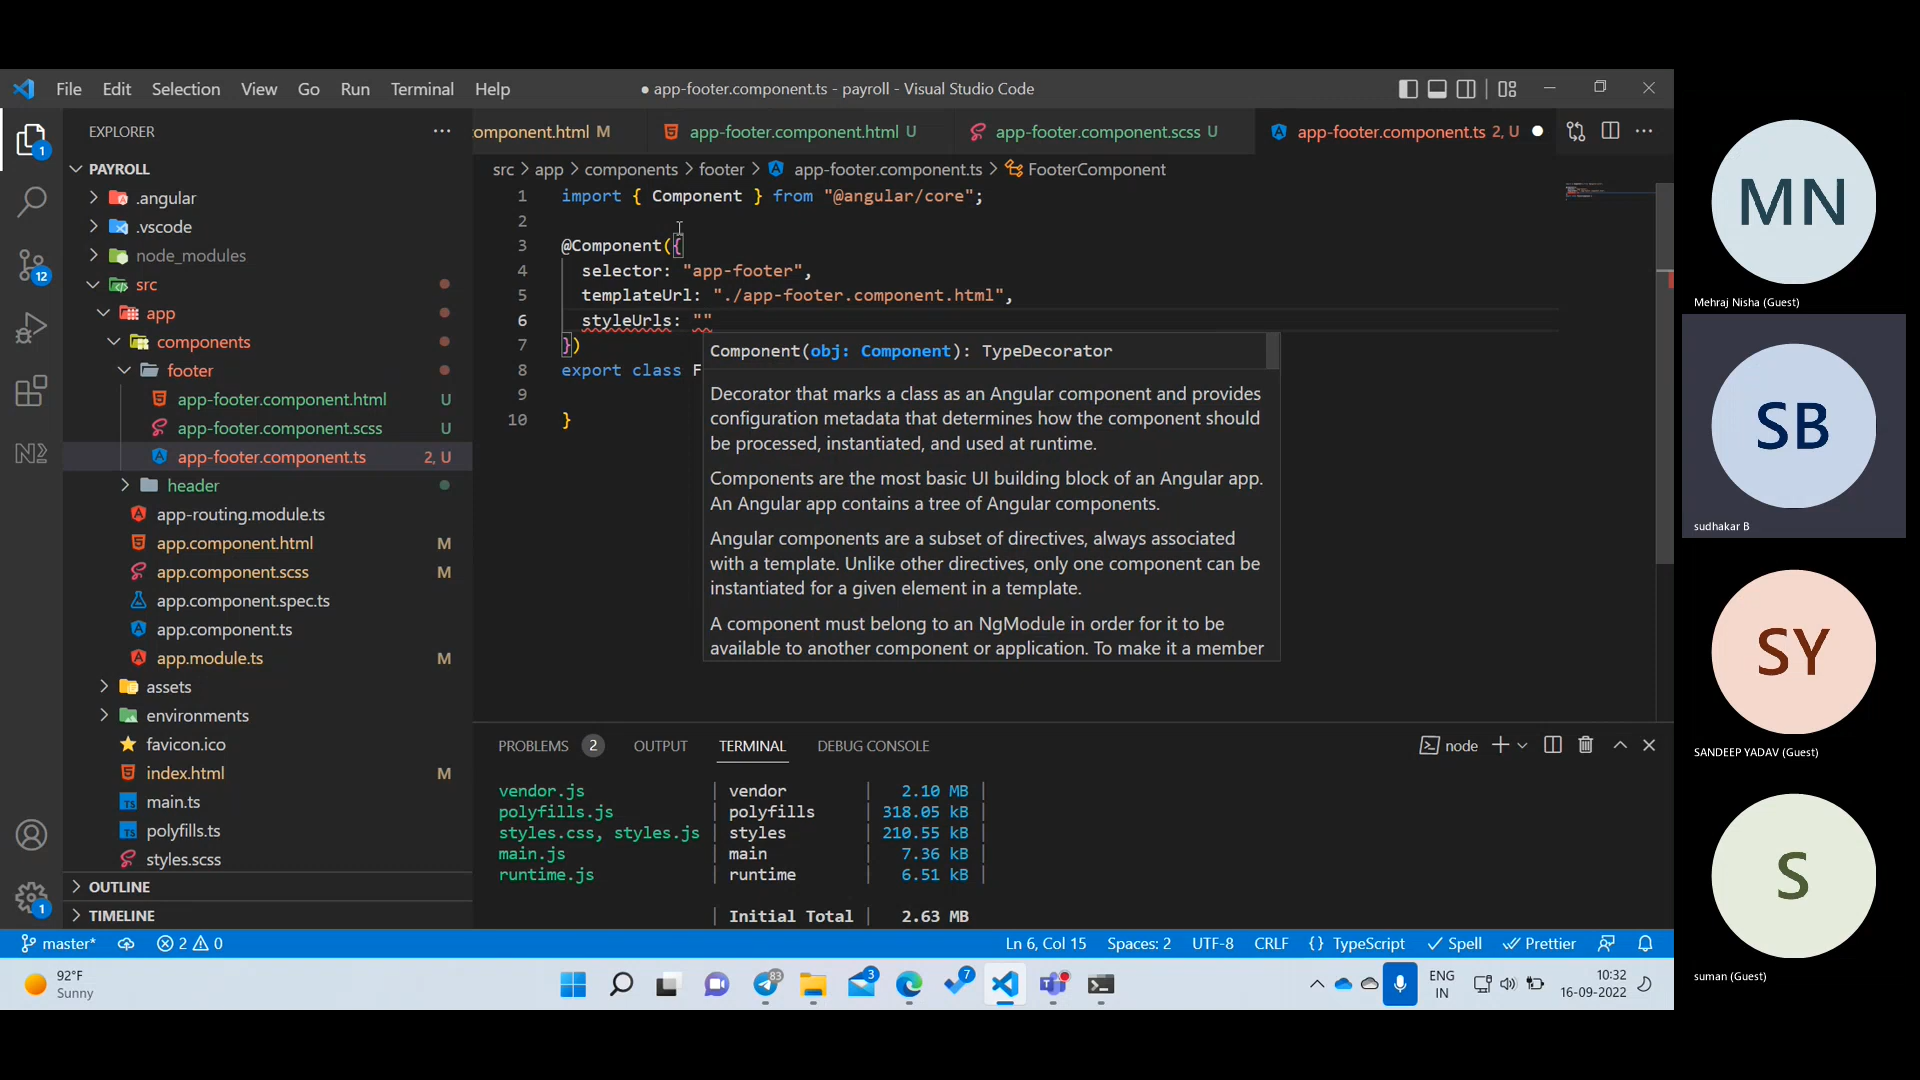 File Edit Selection View Go Run Terminal Help
● app-footer.component.ts - payroll - Visual Studio Code
EXPLORER
omponent.html M
app-footer.component.html U
app-footer.component.scss U
app-footer.component.ts 2, U
src > app > components > footer > app-footer.component.ts > FooterComponent
PAYROLL
.angular
.vscode
node_modules
src
app
components
footer
app-footer.component.html U
app-footer.component.scss U
app-footer.component.ts 2, U
header
app-routing.module.ts
app.component.html M
app.component.scss M
app.component.spec.ts
app.component.ts
app.module.ts M
assets
environments
favicon.ico
index.html M
main.ts
polyfills.ts
styles.scss
OUTLINE
TIMELINE
1 import { Component } from "@angular/core";
2
3 @Component({
4 selector: "app-footer",
5 templateUrl: "./app-footer.component.html",
6 styleUrls: ""
7 })
8 export class F
9
10 }
Component(obj: Component): TypeDecorator
Decorator that marks a class as an Angular component and provides
configuration metadata that determines how the component should
be processed, instantiated, and used at runtime.
Components are the most basic UI building block of an Angular app.
An Angular app contains a tree of Angular components.
Angular components are a subset of directives, always associated
with a template. Unlike other directives, only one component can be
instantiated for a given element in a template.
A component must belong to an NgModule in order for it to be
available to another component or application. To make it a member
PROBLEMS 2 OUTPUT TERMINAL DEBUG CONSOLE
node
vendor.js | vendor | 2.10 MB |
polyfills.js | polyfills | 318.05 kB |
styles.css, styles.js | styles | 210.55 kB |
main.js | main | 7.36 kB |
runtime.js | runtime | 6.51 kB |
| Initial Total | 2.63 MB
1
12
1
master* 2 0
Ln 6, Col 15 Spaces: 2 UTF-8 CRLF {} TypeScript Spell Prettier
92°F
Sunny
83
3
7
ENG
IN
10:32
16-09-2022
MN
Mehraj Nisha (Guest)
SB
sudhakar B
SY
SANDEEP YADAV (Guest)
S
suman (Guest)